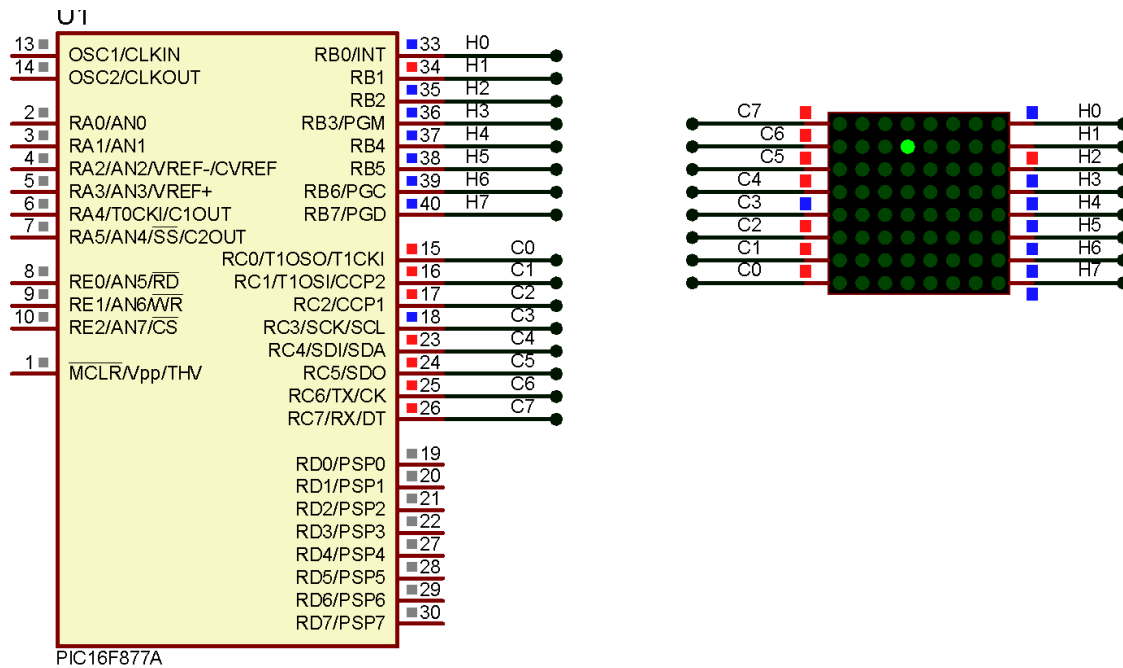 U1
13 OSC1/CLKIN RB0/INT 33 H0
14 OSC2/CLKOUT RB1 34 H1
RB2 35 H2
2 RA0/AN0 RB3/PGM 36 H3
3 RA1/AN1 RB4 37 H4
4 RA2/AN2/VREF-/CVREF RB5 38 H5
5 RA3/AN3/VREF+ RB6/PGC 39 H6
6 RA4/T0CKI/C1OUT RB7/PGD 40 H7
7 RA5/AN4/SS/C2OUT
RC0/T1OSO/T1CKI 15 C0
8 RE0/AN5/RD RC1/T1OSI/CCP2 16 C1
9 RE1/AN6/WR RC2/CCP1 17 C2
10 RE2/AN7/CS RC3/SCK/SCL 18 C3
RC4/SDI/SDA 23 C4
1 MCLR/Vpp/THV RC5/SDO 24 C5
RC6/TX/CK 25 C6
RC7/RX/DT 26 C7
RD0/PSP0 19
RD1/PSP1 20
RD2/PSP2 21
RD3/PSP3 22
RD4/PSP4 27
RD5/PSP5 28
RD6/PSP6 29
RD7/PSP7 30
PIC16F877A
C7 H0
C6 H1
C5 H2
C4 H3
C3 H4
C2 H5
C1 H6
C0 H7